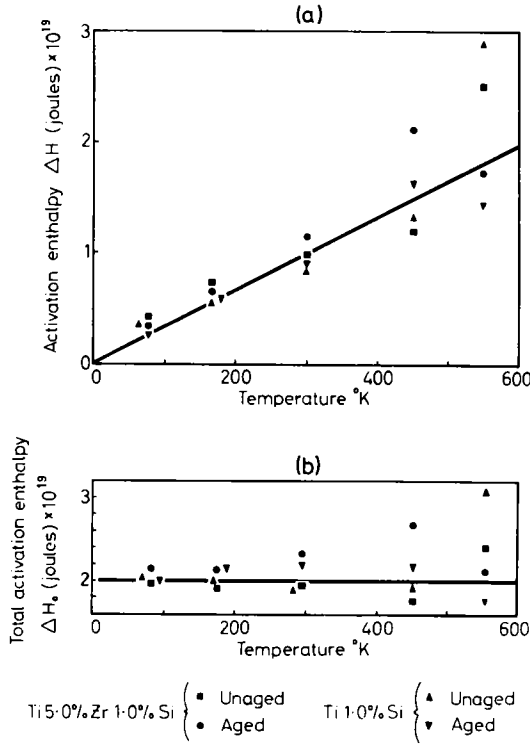 (a)
Activation enthalpy ΔH (joules) × 10¹⁹
3
2
1
0
0 200 400 600
Temperature °K
(b)
Total activation enthalpy
ΔHₒ (joules) × 10¹⁹
3
2
0 200 400 600
Temperature °K
Ti 5·0% Zr 1·0% Si { ■ Unaged
● Aged
Ti 1·0% Si { ▲ Unaged
▼ Aged